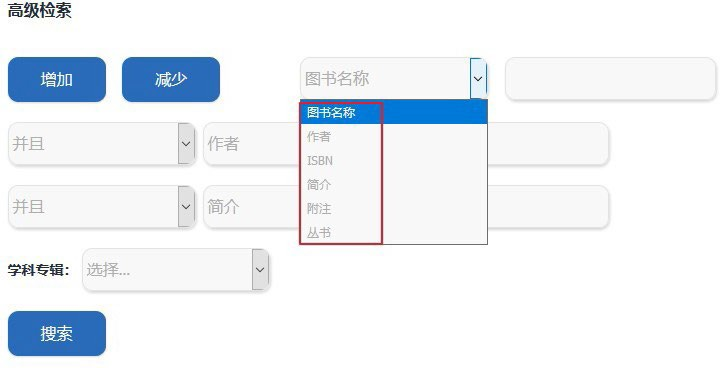 高级检索
增加 减少 图书名称
图书名称
并且 作者 作者
ISBN
并且 简介 简介
附注
丛书
学科专辑： 选择...
搜索